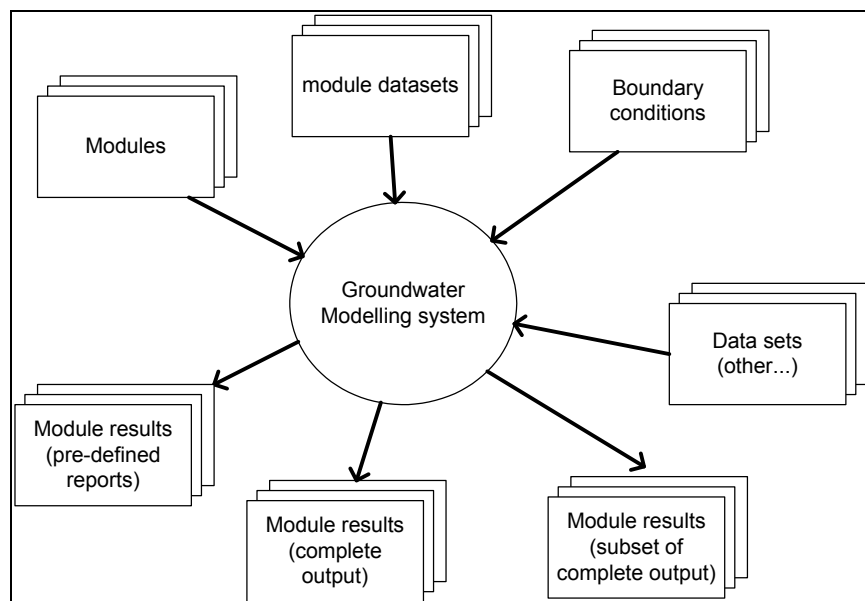 module datasets
Boundary
conditions
Modules
Groundwater
Modelling system
Data sets
(other...)
Module results
(pre-defined
reports)
Module results
(complete
output)
Module results
(subset of
complete output)